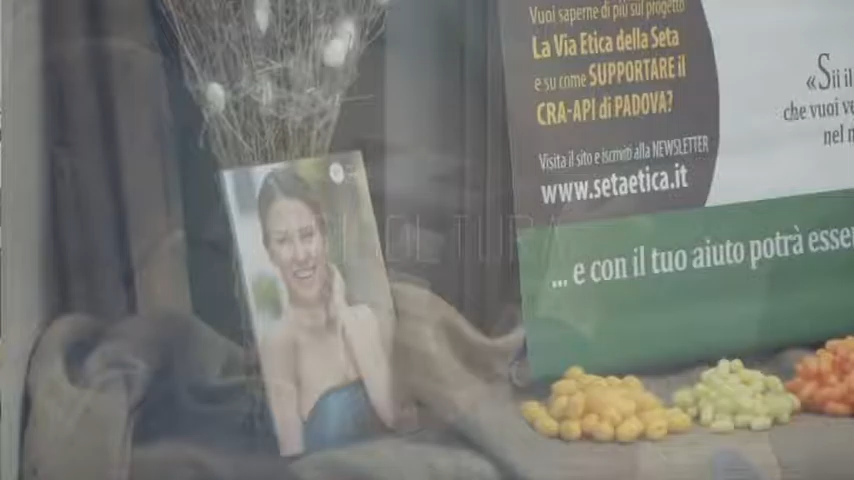 Vuoi saperne di più sul progetto
La Via Etica della Seta
e su come SUPPORTARE il
CRA-API di PADOVA?
Visita il sito e iscriviti alla NEWSLETTER
www.setaetica.it
«Sii il
che vuoi
nel
... e con il tuo aiuto potrà